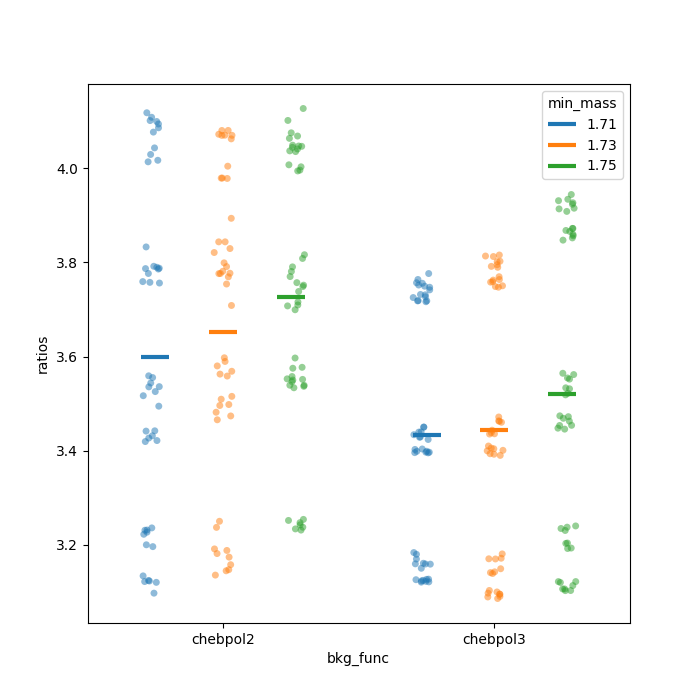 min_mass
1.71
1.73
1.75
4.0
3.8
3.6
3.4
3.2
ratios
chebpol2
chebpol3
bkg_func